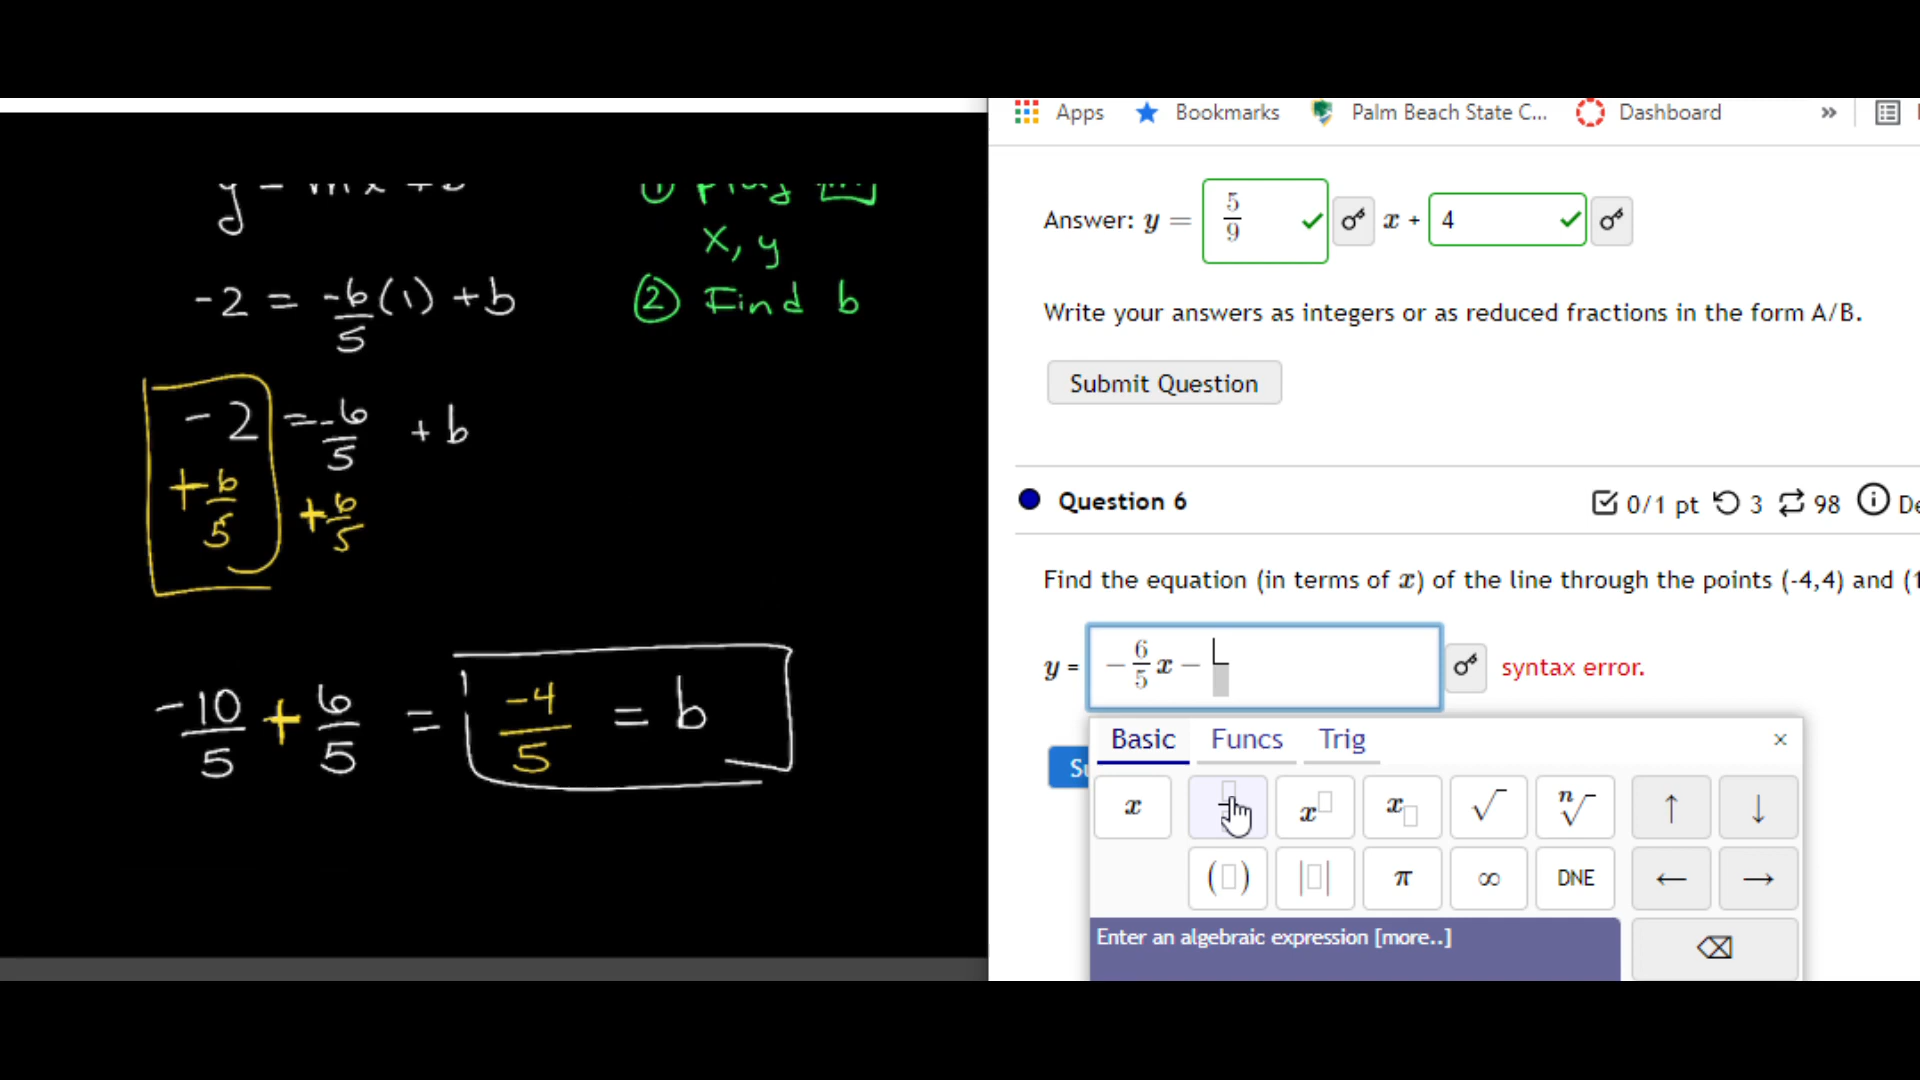 Apps Bookmarks Palm Beach State C... Dashboard »
y = mx + b
① Plug
x, y
-2 = -6/5 (1) + b
② Find b
-2 = -6/5 + b
+ 6/5 + 6/5
-10/5 + 6/5 = -4/5 = b
Answer: y = 5/9 x + 4
Write your answers as integers or as reduced fractions in the form A/B.
Submit Question
Question 6
0/1 pt 3 98
Find the equation (in terms of x) of the line through the points (-4,4) and (1
y = - 6/5 x - syntax error.
Basic Funcs Trig ×
x x√ n√ ↑ ↓
(▯) |▯| π ∞ DNE ← →
Enter an algebraic expression [more..]